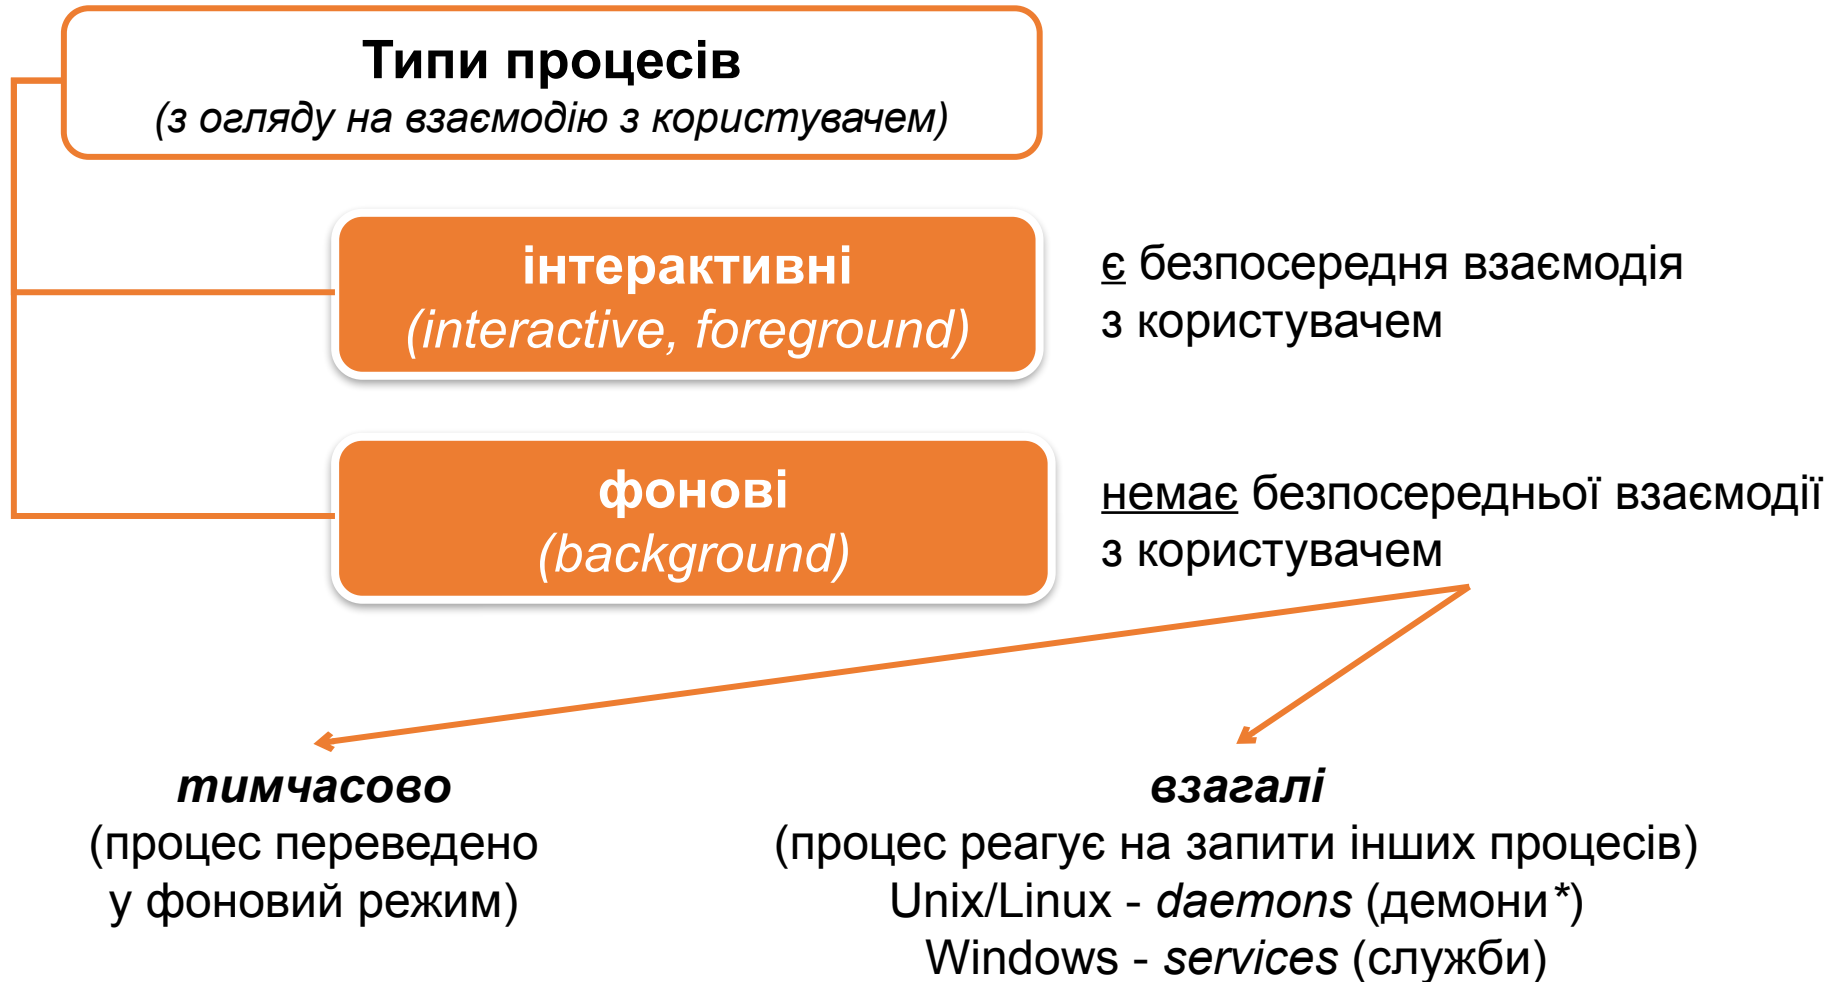 Типи процесів
(з огляду на взаємодію з користувачем)
інтерактивні
(interactive, foreground)
є безпосередня взаємодія
з користувачем
фонові
(background)
немає безпосередньої взаємодії
з користувачем
тимчасово
(процес переведено
у фоновий режим)
взагалі
(процес реагує на запити інших процесів)
Unix/Linux - daemons (демони*)
Windows - services (служби)